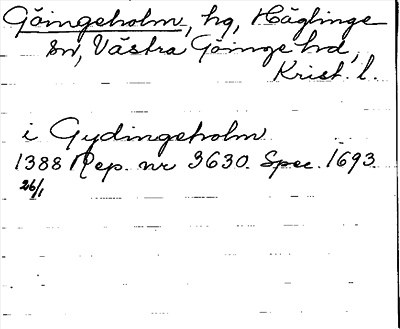 Göingeholm, hg, Häglinge
sn, Västra Göinge hd,
Krist. l.
i Gydingeholm
1388 Rep. nr 3630. Spec. 1693.
26/1